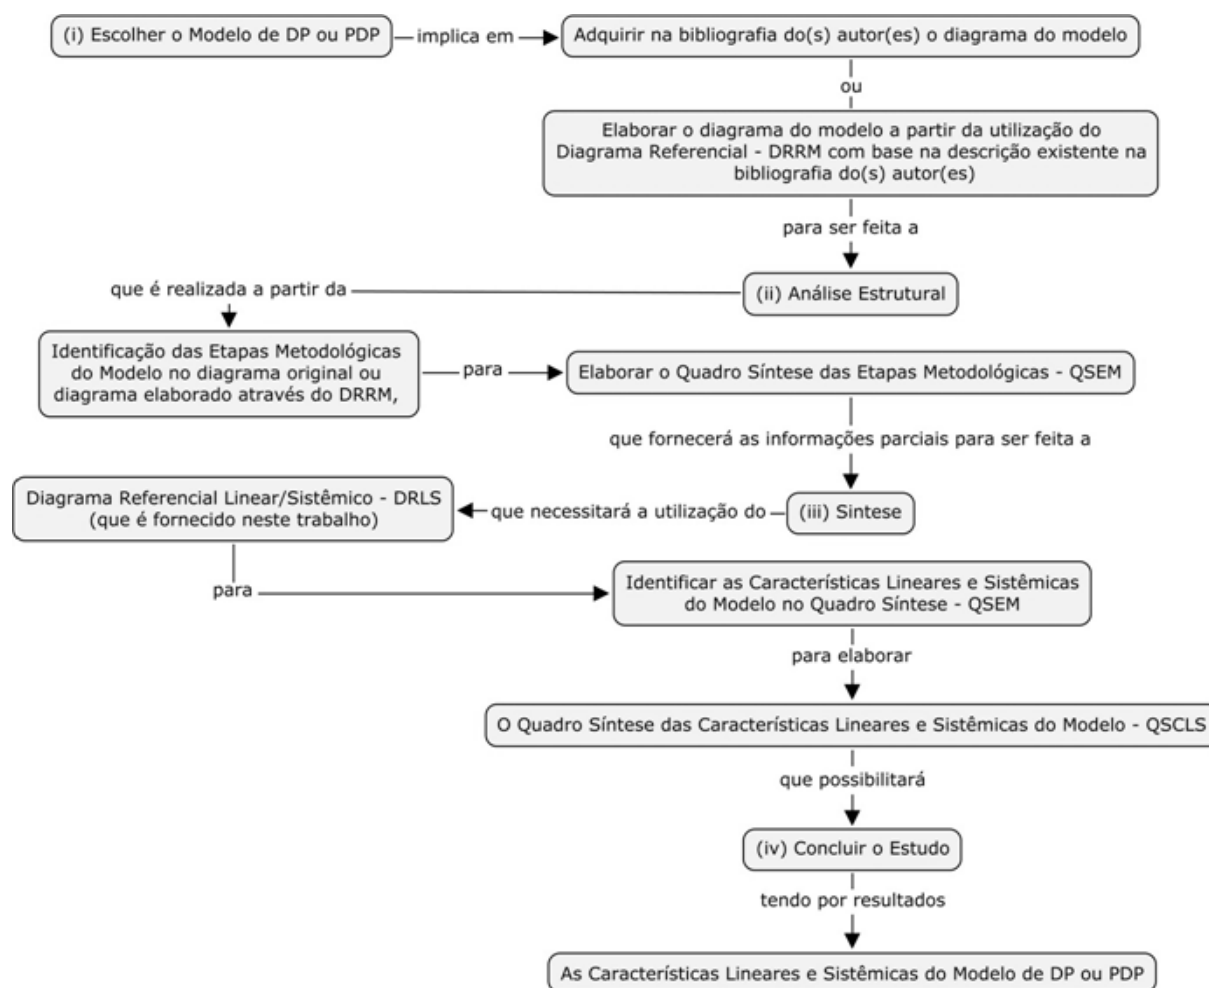 (i) Escolher o Modelo de DP ou PDP
implica em
Adquirir na bibliografia do(s) autor(es) o diagrama do modelo
ou
Elaborar o diagrama do modelo a partir da utilização do
Diagrama Referencial - DRRM com base na descrição existente na
bibliografia do(s) autor(es)
para ser feita a
(ii) Análise Estrutural
que é realizada a partir da
Identificação das Etapas Metodológicas
do Modelo no diagrama original ou
diagrama elaborado através do DRRM,
para
Elaborar o Quadro Síntese das Etapas Metodológicas - QSEM
que fornecerá as informações parciais para ser feita a
(iii) Sintese
que necessitará a utilização do
Diagrama Referencial Linear/Sistêmico - DRLS
(que é fornecido neste trabalho)
para
Identificar as Característícas Lineares e Sistêmicas
do Modelo no Quadro Síntese - QSEM
para elaborar
O Quadro Síntese das Características Lineares e Sistêmicas do Modelo - QSCLS
que possibilitará
(iv) Concluir o Estudo
tendo por resultados
As Características Lineares e Sistêmicas do Modelo de DP ou PDP